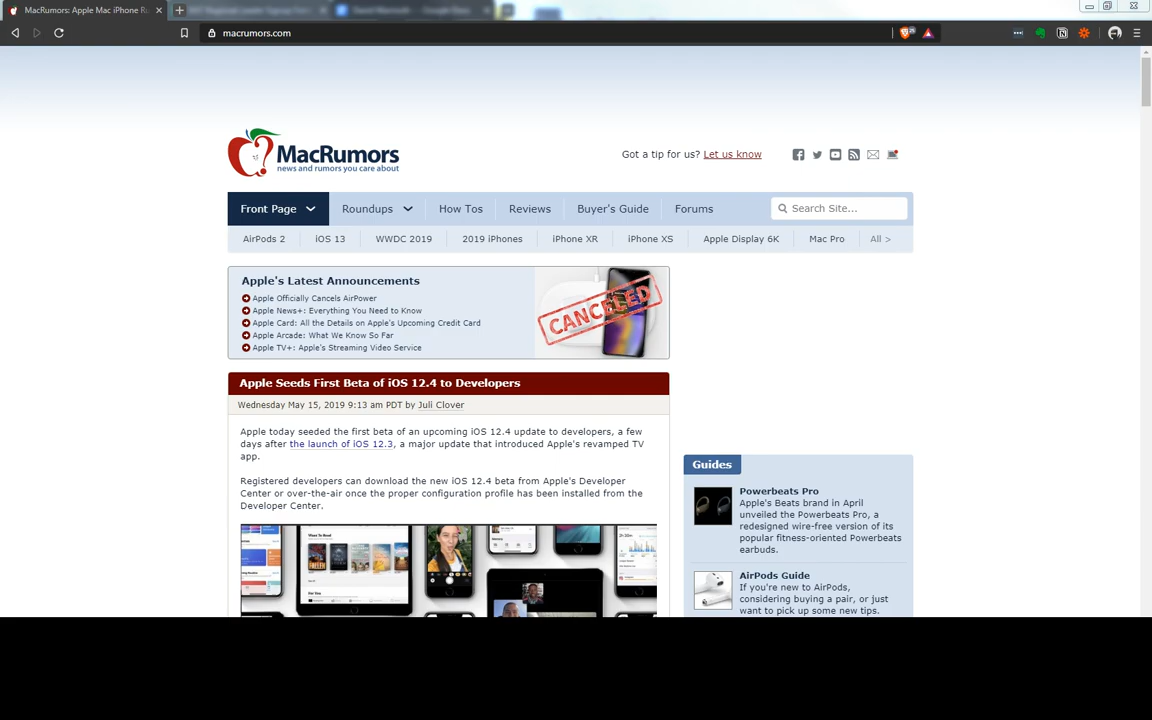 MacRumors: Apple Mac iPhone Ru
macrumors.com
MacRumors
news and rumors you care about
Got a tip for us? Let us know
Front Page Roundups How Tos Reviews Buyer's Guide Forums Search Site...
AirPods 2 iOS 13 WWDC 2019 2019 iPhones iPhone XR iPhone XS Apple Display 6K Mac Pro All >
Apple's Latest Announcements
Apple Officially Cancels AirPower
Apple News+: Everything You Need to Know
Apple Card: All the Details on Apple's Upcoming Credit Card
Apple Arcade: What We Know So Far
Apple TV+: Apple's Streaming Video Service
CANCELED
Apple Seeds First Beta of iOS 12.4 to Developers
Wednesday May 15, 2019 9:13 am PDT by Juli Clover
Apple today seeded the first beta of an upcoming iOS 12.4 update to developers, a few
days after the launch of iOS 12.3, a major update that introduced Apple's revamped TV
app.
Registered developers can download the new iOS 12.4 beta from Apple's Developer
Center or over-the-air once the proper configuration profile has been installed from the
Developer Center.
Guides
Powerbeats Pro
Apple's Beats brand in April
unveiled the Powerbeats Pro, a
redesigned wire-free version of its
popular fitness-oriented Powerbeats
earbuds.
AirPods Guide
If you're new to AirPods,
considering buying a pair, or just
want to pick up some new tips.